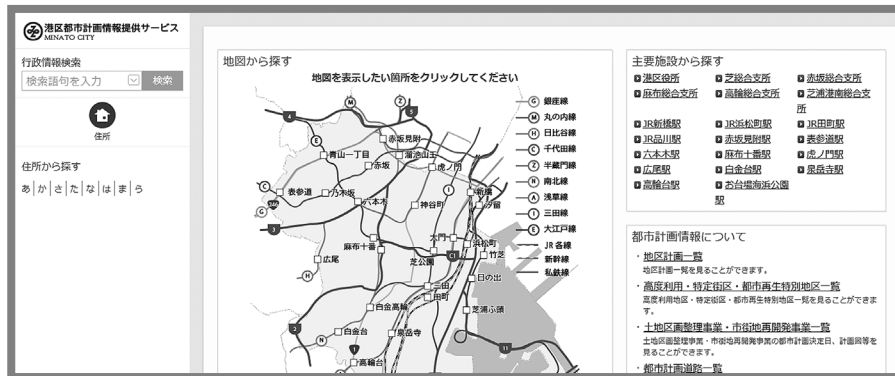 港区都市計画情報提供サービス
MINATO CITY
行政情報検索
検索語句を入力
検索
住所
住所から探す
あ|か|さ|た|な|は|ま|ら
地図から探す
地図を表示したい箇所をクリックしてください
M
Z
4
5
E
赤坂見附
青山一丁目
溜池山王
赤坂
虎ノ門
C
I
表参道
乃木坂
新橋
G
六本木
神谷町
汐留
3
麻布十番
大門
浜松町
広尾
芝公園
C1
竹芝
H
日の出
三田
田町
白金高輪
芝浦ふ頭
2
白金台
泉岳寺
N
1
11
高輪台
G 銀座線
M 丸の内線
H 日比谷線
C 千代田線
Z 半蔵門線
N 南北線
A 浅草線
I 三田線
E 大江戸線
JR各線
新幹線
私鉄線
主要施設から探す
港区役所 芝総合支所 赤坂総合支所
麻布総合支所 高輪総合支所 芝浦港南総合支
所
JR新橋駅 JR浜松町駅 JR田町駅
JR品川駅 赤坂見附駅 表参道駅
六本木駅 麻布十番駅 虎ノ門駅
広尾駅 白金台駅 泉岳寺駅
高輪台駅 お台場海浜公園
駅
都市計画情報について
・地区計画一覧
地区計画一覧を見ることができます。
・高度利用・特定街区・都市再生特別地区一覧
高度利用地区・特定街区・都市再生特別地区一覧を見ることができま
す。
・土地区画整理事業・市街地再開発事業一覧
土地区画整理事業・市街地再開発事業の都市計画決定日、計画図等を
見ることができます。
・都市計画道路一覧